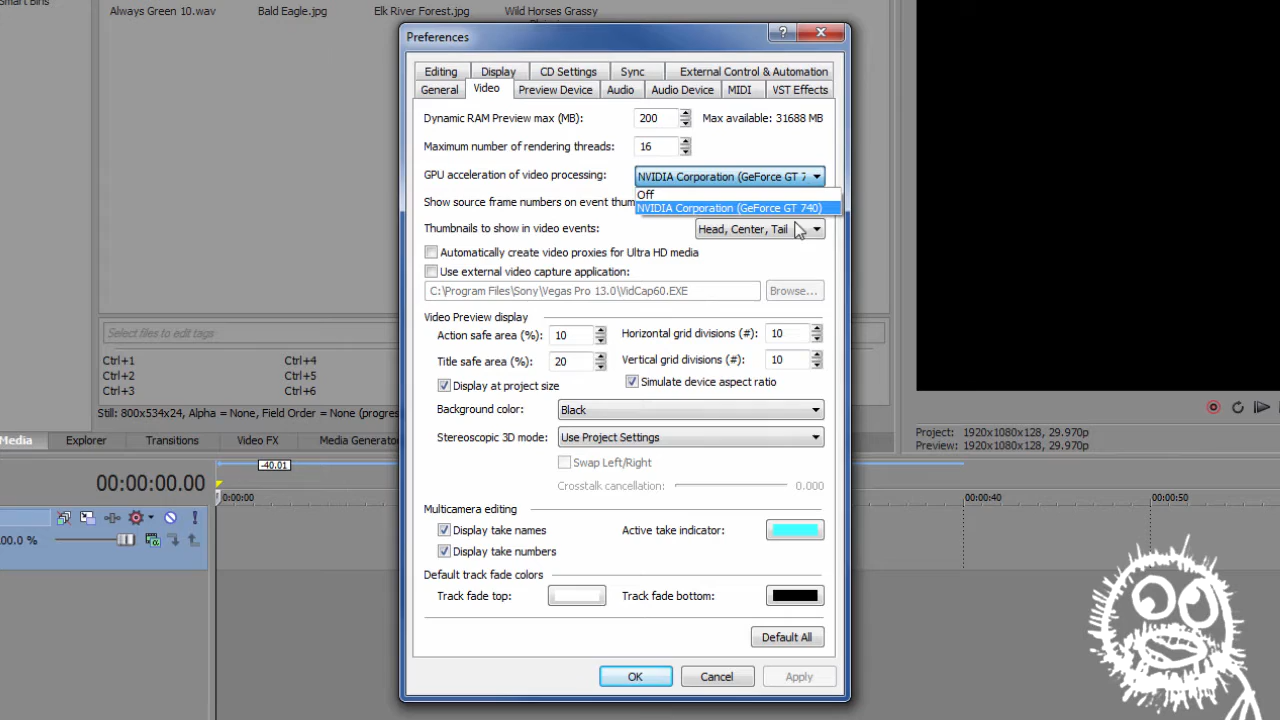 Smart Bins
Always Green 10.wav
Bald Eagle.jpg
Elk River Forest.jpg
Wild Horses Grassy
Preferences
Editing Display CD Settings Sync External Control & Automation
General Video Preview Device Audio Audio Device MIDI VST Effects
Dynamic RAM Preview max (MB): 200 Max available: 31688 MB
Maximum number of rendering threads: 16
GPU acceleration of video processing: NVIDIA Corporation (GeForce GT 7
Off
NVIDIA Corporation (GeForce GT 740)
Show source frame numbers on event thum
Thumbnails to show in video events: Head, Center, Tail
Automatically create video proxies for Ultra HD media
Use external video capture application:
C:\Program Files\Sony\Vegas Pro 13.0\VidCap60.EXE Browse...
Video Preview display
Action safe area (%): 10 Horizontal grid divisions (#): 10
Title safe area (%): 20 Vertical grid divisions (#): 10
Display at project size Simulate device aspect ratio
Background color: Black
Stereoscopic 3D mode: Use Project Settings
Swap Left/Right
Crosstalk cancellation: 0.000
Multicamera editing
Display take names Active take indicator:
Display take numbers
Default track fade colors
Track fade top: Track fade bottom:
Default All
OK Cancel Apply
Select files to edit tags
Ctrl+1 Ctrl+4
Ctrl+2 Ctrl+5
Ctrl+3 Ctrl+6
Still: 800x534x24, Alpha = None, Field Order = None (progres
Media Explorer Transitions Video FX Media Generato
Project: 1920x1080x128, 29.970p
Preview: 1920x1080x128, 29.970p
-40.01
00:00:00.00
0:00:00 00:00:40 00:00:50
00.0 %